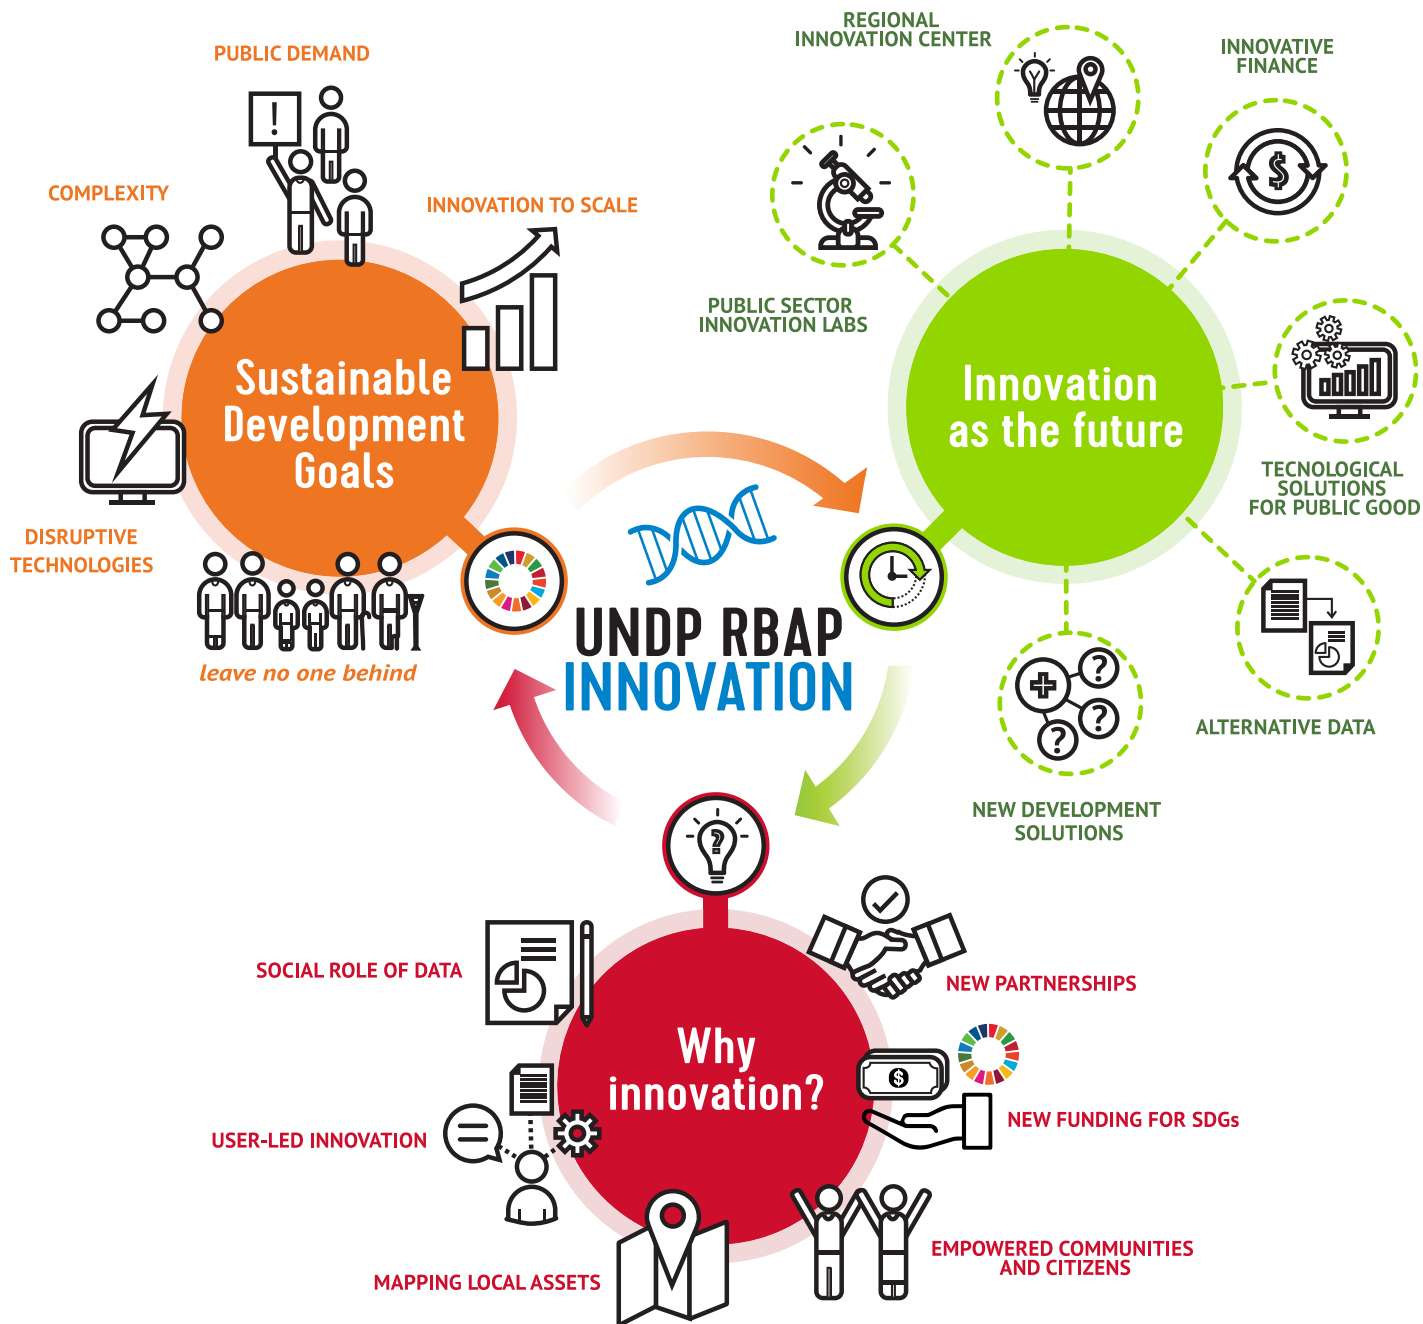 PUBLIC DEMAND
!
COMPLEXITY
INNOVATION TO SCALE
Sustainable
Development
Goals
DISRUPTIVE
TECHNOLOGIES
leave no one behind
REGIONAL
INNOVATION CENTER
INNOVATIVE
FINANCE
$
PUBLIC SECTOR
INNOVATION LABS
Innovation
as the future
TECNOLOGICAL
SOLUTIONS
FOR PUBLIC GOOD
ALTERNATIVE DATA
?
?
?
NEW DEVELOPMENT
SOLUTIONS
UNDP RBAP
INNOVATION
?
SOCIAL ROLE OF DATA
NEW PARTNERSHIPS
Why
innovation?
$
NEW FUNDING FOR SDGs
USER-LED INNOVATION
MAPPING LOCAL ASSETS
EMPOWERED COMMUNITIES
AND CITIZENS